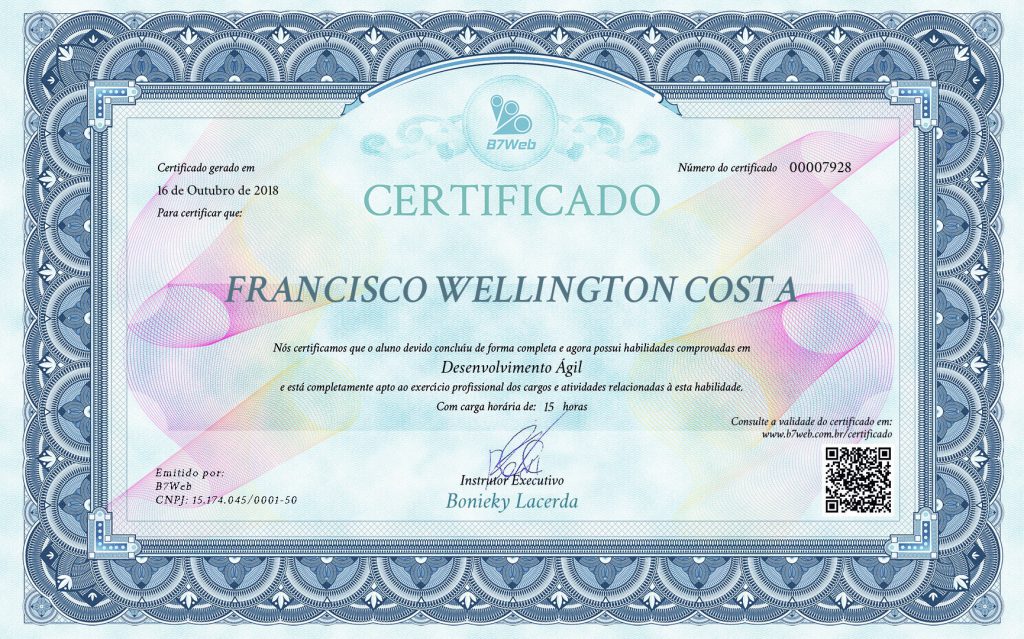 B7Web
Certificado gerado em
16 de Outubro de 2018
Para certificar que:
Número do certificado 00007928
CERTIFICADO
FRANCISCO WELLINGTON COSTA
Nós certificamos que o aluno devido concluíu de forma completa e agora possui habilidades comprovadas em
Desenvolvimento Ágil
e está completamente apto ao exercácio profissional dos cargos e atividades relacionadas à esta habilidade.
Com carga horária de: 15 horas
Consulte a validade do certificado em:
www.b7web.com.br/certificado
Emitido por:
B7Web
CNPJ: 15.174.045/0001-50
Instrutor Executivo
Bonieky Lacerda